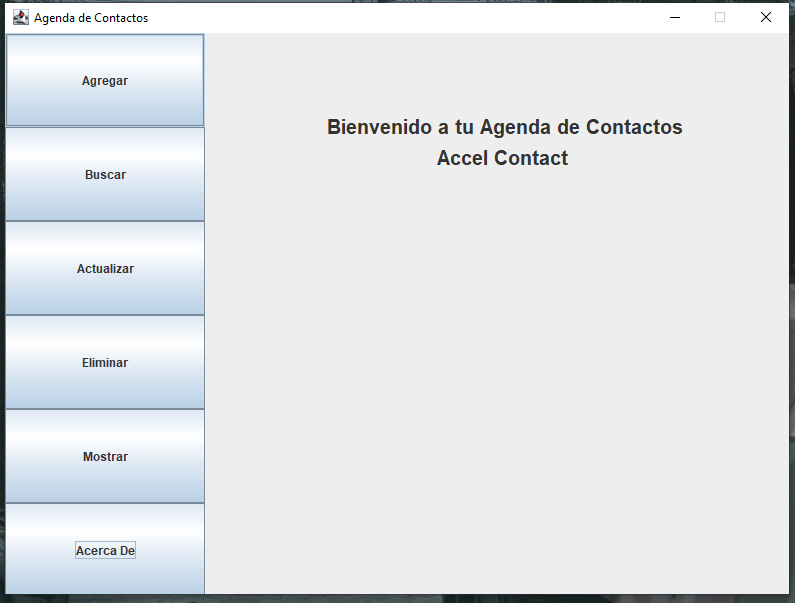 Agenda de Contactos
Agregar
Buscar
Actualizar
Eliminar
Mostrar
Acerca De
Bienvenido a tu Agenda de Contactos
Accel Contact